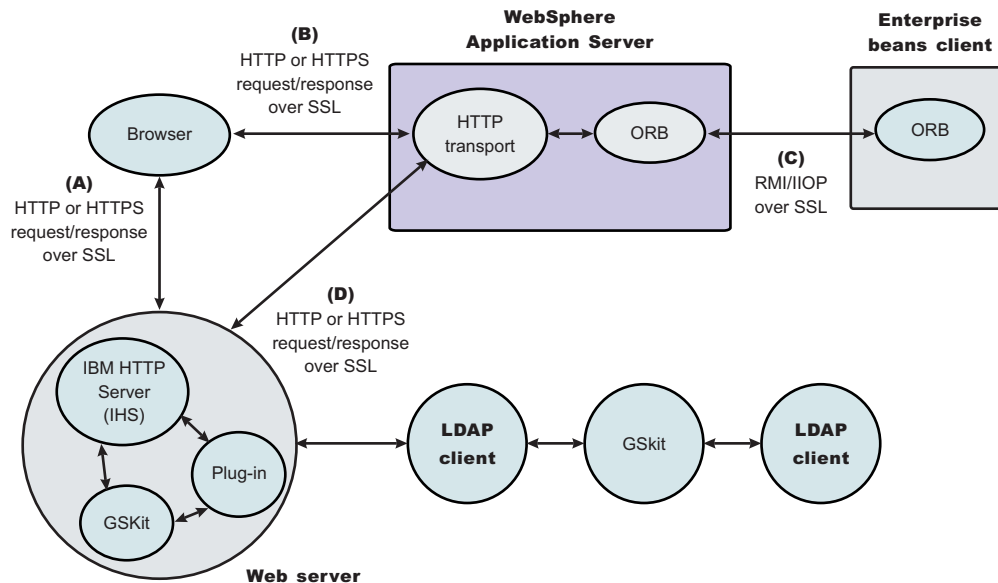 WebSphere
Application Server
Enterprise
beans client
(B)
HTTP or HTTPS
request/response
over SSL
Browser
HTTP
transport
ORB
ORB
(C)
RMI/IIOP
over SSL
(A)
HTTP or HTTPS
request/response
over SSL
(D)
HTTP or HTTPS
request/response
over SSL
IBM HTTP
Server
(IHS)
Plug-in
GSKit
Web server
LDAP
client
GSkit
LDAP
client